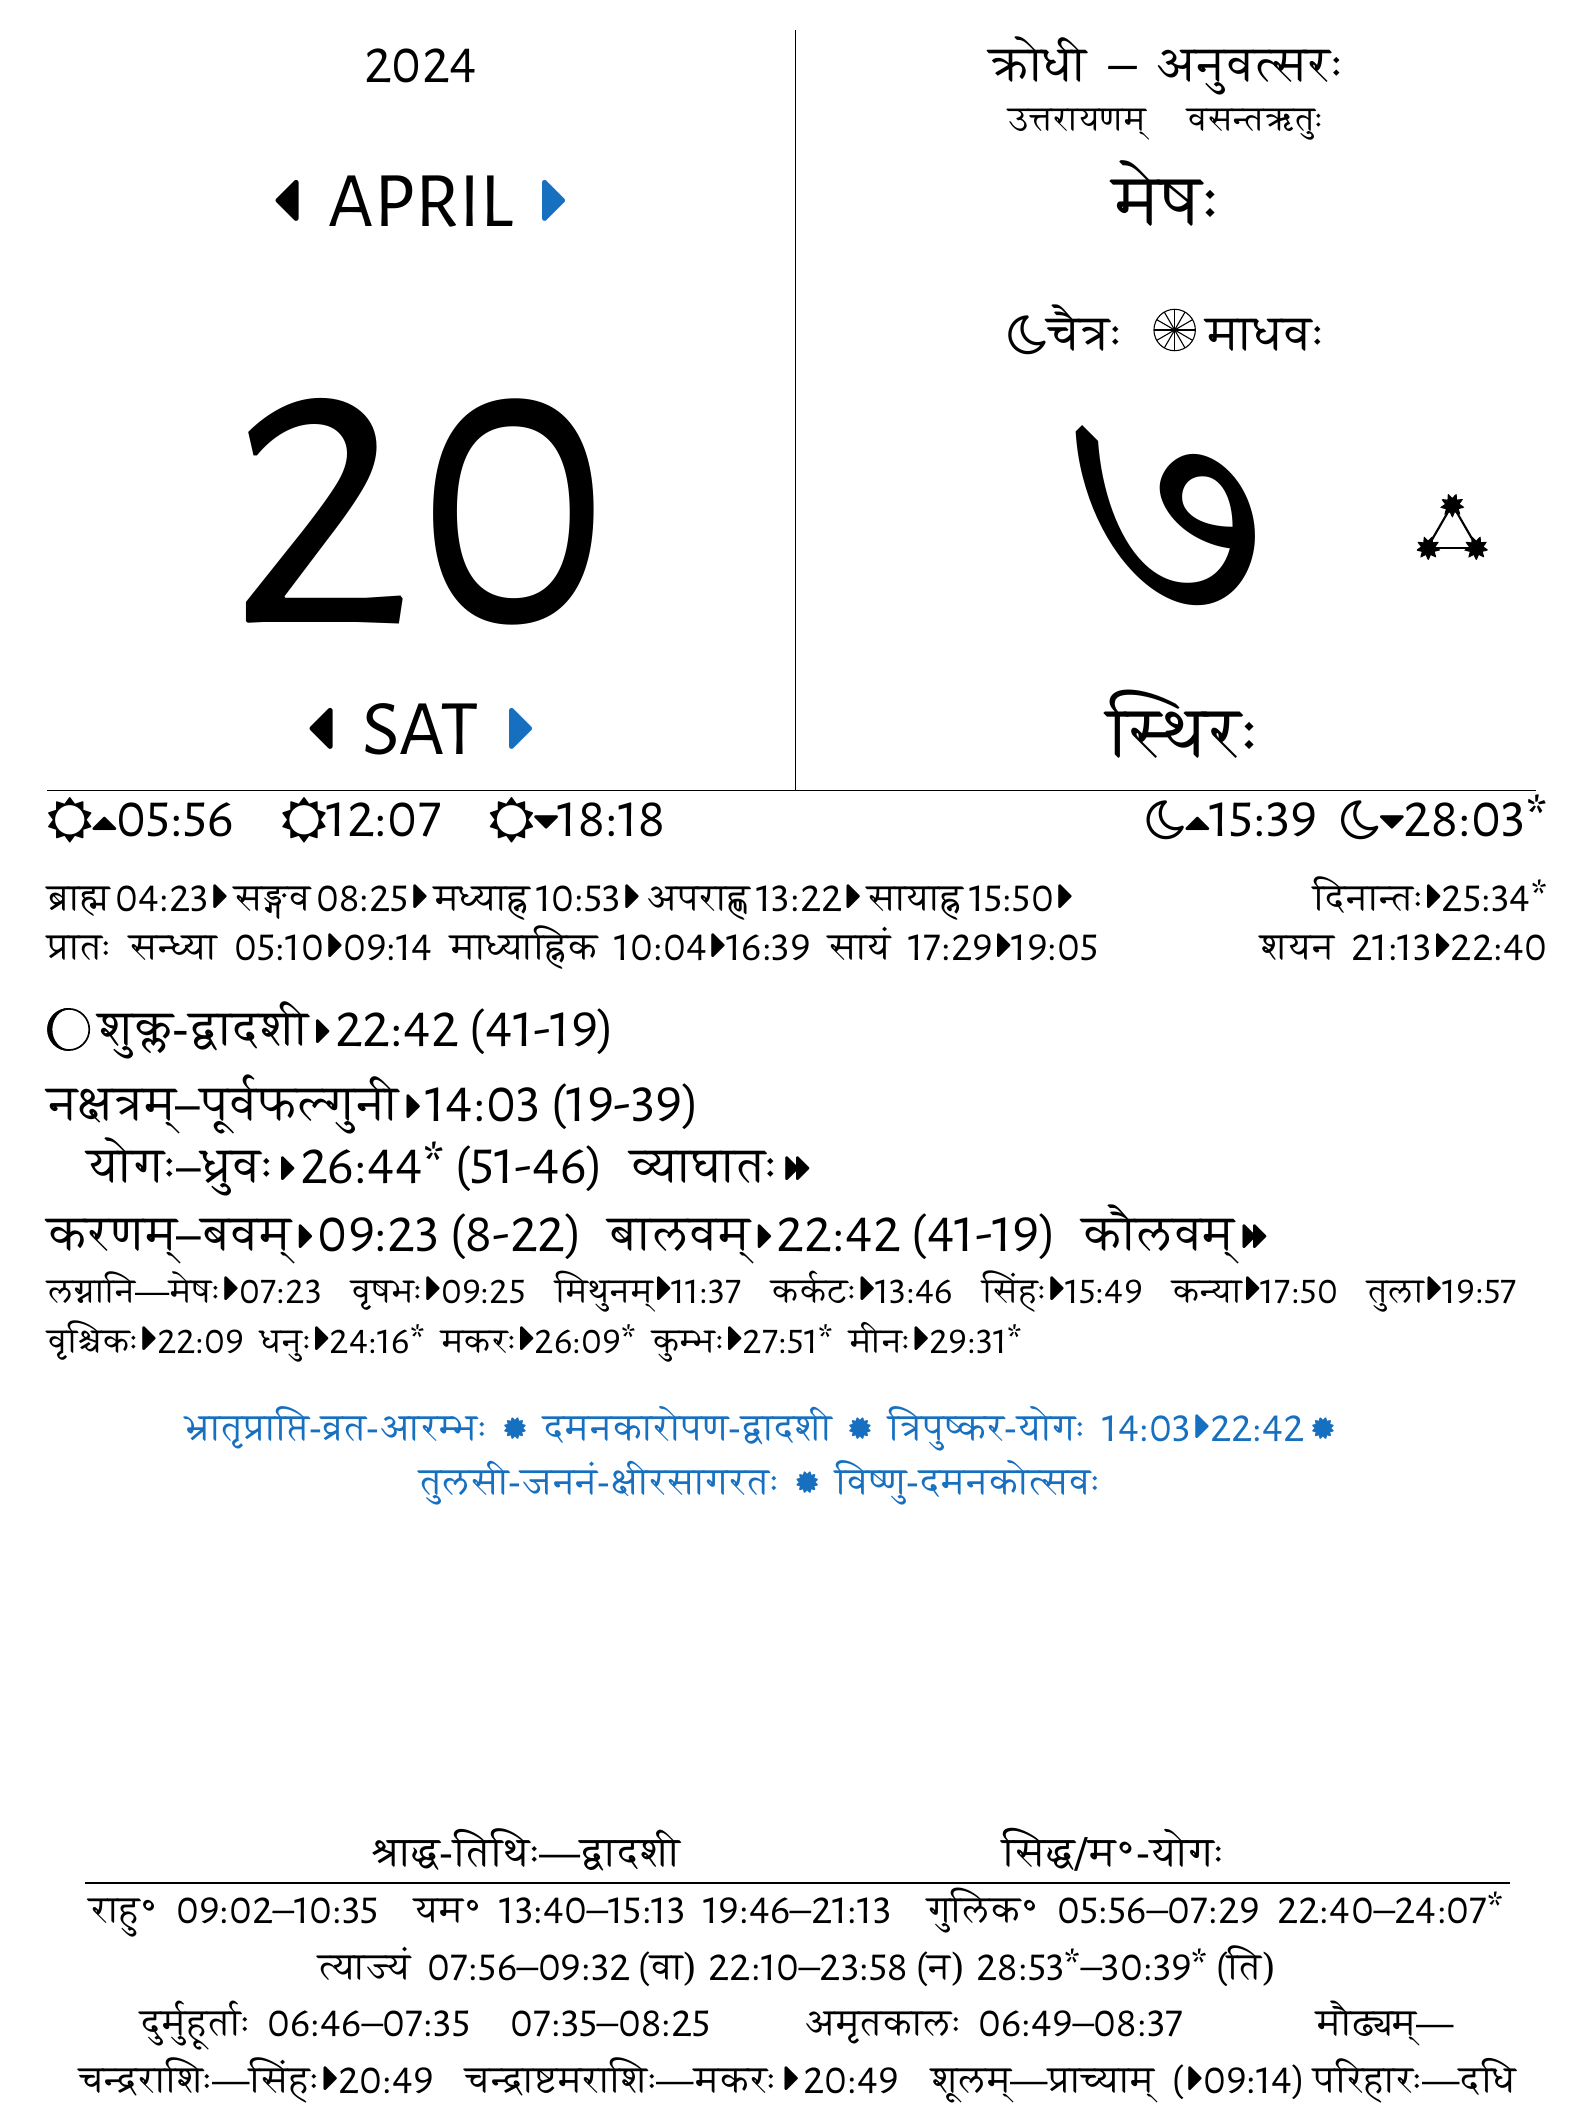 2024
APRIL
20
SAT
क्रोधी – अनुवत्सरः
उत्तरायणम् वसन्तऋतुः
मेषः
चैत्रः माधवः
७
स्थिरः
05:56 12:07 18:18 15:39 28:03*
ब्राह्म 04:23 सङ्गव 08:25 मध्याह्न 10:53 अपराह्ण 13:22 सायाह्न 15:50 दिनान्तः 25:34*
प्रातः सन्ध्या 05:10 09:14 माध्याह्निक 10:04 16:39 सायं 17:29 19:05 शयन 21:13 22:40
शुक्ल-द्वादशी 22:42 (41-19)
नक्षत्रम्–पूर्वफल्गुनी 14:03 (19-39)
योगः–ध्रुवः 26:44* (51-46) व्याघातः
करणम्–बवम् 09:23 (8-22) बालवम् 22:42 (41-19) कौलवम्
लग्नानि—मेषः 07:23 वृषभः 09:25 मिथुनम् 11:37 कर्कटः 13:46 सिंहः 15:49 कन्या 17:50 तुला 19:57
वृश्चिकः 22:09 धनुः 24:16* मकरः 26:09* कुम्भः 27:51* मीनः 29:31*
भ्रातृप्राप्ति-व्रत-आरम्भः दमनकारोपण-द्वादशी त्रिपुष्कर-योगः 14:03 22:42
तुलसी-जननं-क्षीरसागरतः विष्णु-दमनकोत्सवः
श्राद्ध-तिथिः—द्वादशी सिद्ध/म॰-योगः
राहु॰ 09:02–10:35 यम॰ 13:40–15:13 19:46–21:13 गुलिक॰ 05:56–07:29 22:40–24:07*
त्याज्यं 07:56–09:32 (वा) 22:10–23:58 (न) 28:53*–30:39* (ति)
दुर्मुहूर्ताः 06:46–07:35 07:35–08:25 अमृतकालः 06:49–08:37 मौढ्यम्—
चन्द्रराशिः—सिंहः 20:49 चन्द्राष्टमराशिः—मकरः 20:49 शूलम्—प्राच्याम् ( 09:14) परिहारः—दधि